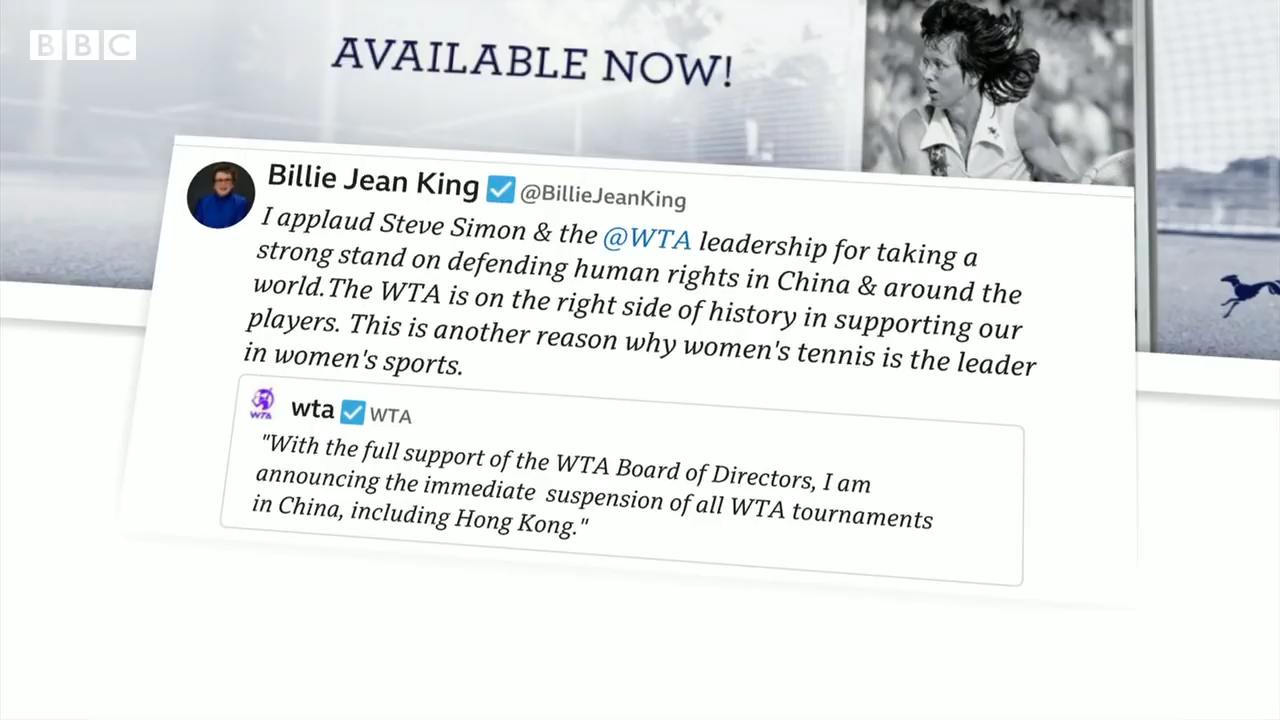 BBC
AVAILABLE NOW!
Billie Jean King @BillieJeanKing
I applaud Steve Simon & the @WTA leadership for taking a
strong stand on defending human rights in China & around the
world.The WTA is on the right side of history in supporting our
players. This is another reason why women's tennis is the leader
in women's sports.
WTA
wta WTA
"With the full support of the WTA Board of Directors, I am
announcing the immediate suspension of all WTA tournaments
in China, including Hong Kong."